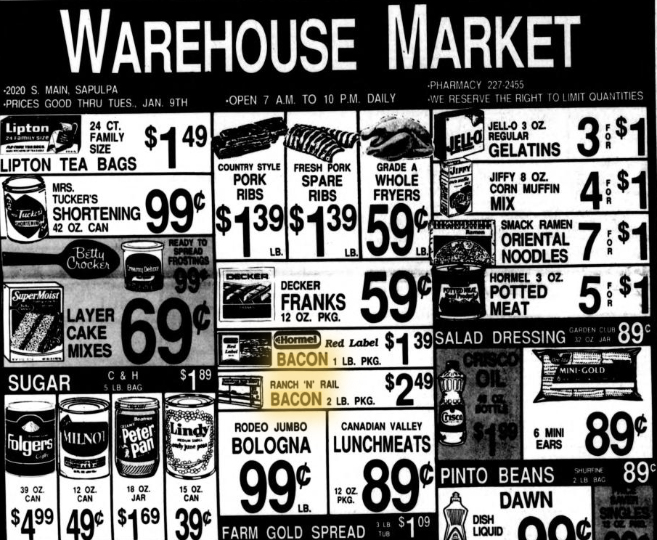 WAREHOUSE MARKET
•2020 S. MAIN, SAPULPA
•PRICES GOOD THRU TUES., JAN. 9TH
•OPEN 7 A.M. TO 10 P.M. DAILY
•PHARMACY 227-2455
•WE RESERVE THE RIGHT TO LIMIT QUANTITIES
Lipton
24 CT.
FAMILY
SIZE
$1 49
LIPTON TEA BAGS
MRS.
TUCKER'S
SHORTENING
42 OZ. CAN
99¢
Betty
Crocker
READY TO
SPREAD
FROSTINGS
99¢
SuperMoist
LAYER
CAKE
MIXES
69¢
SUGAR
C & H
5 LB. BAG
$1 89
Folgers
39 OZ.
CAN
$4 99
MILNOT
12 OZ.
CAN
49¢
Peter
Pan
18 OZ.
JAR
$1 69
Lindy
15 OZ.
CAN
39¢
COUNTRY STYLE
PORK
RIBS
$1 39
LB.
FRESH PORK
SPARE
RIBS
$1 39
LB.
GRADE A
WHOLE
FRYERS
59¢
LB.
DECKER
DECKER
FRANKS
12 OZ. PKG.
59¢
Hormel Red Label
BACON 1 LB. PKG.
$1 39
RANCH 'N' RAIL
BACON 2 LB. PKG.
$2 49
RODEO JUMBO
BOLOGNA
99¢
LB.
CANADIAN VALLEY
LUNCHMEATS
12 OZ.
PKG.
89¢
FARM GOLD SPREAD
3 LB
TUB
$1 09
JELL-O
JELL-O 3 OZ.
REGULAR
GELATINS
3 FOR $1
JIFFY
JIFFY 8 OZ.
CORN MUFFIN
MIX
4 FOR $1
SMACK RAMEN
ORIENTAL
NOODLES
7 FOR $1
HORMEL 3 OZ.
POTTED
MEAT
5 FOR $1
SALAD DRESSING
GARDEN CLUB
32 OZ. JAR
89¢
Crisco
CRISCO
OIL
48 OZ.
BOTTLE
$1 99
MINI-GOLD
6 MINI
EARS
89¢
PINTO BEANS
SHURFINE
2 LB. BAG
89¢
DAWN
DISH
LIQUID
99¢
SINGLES